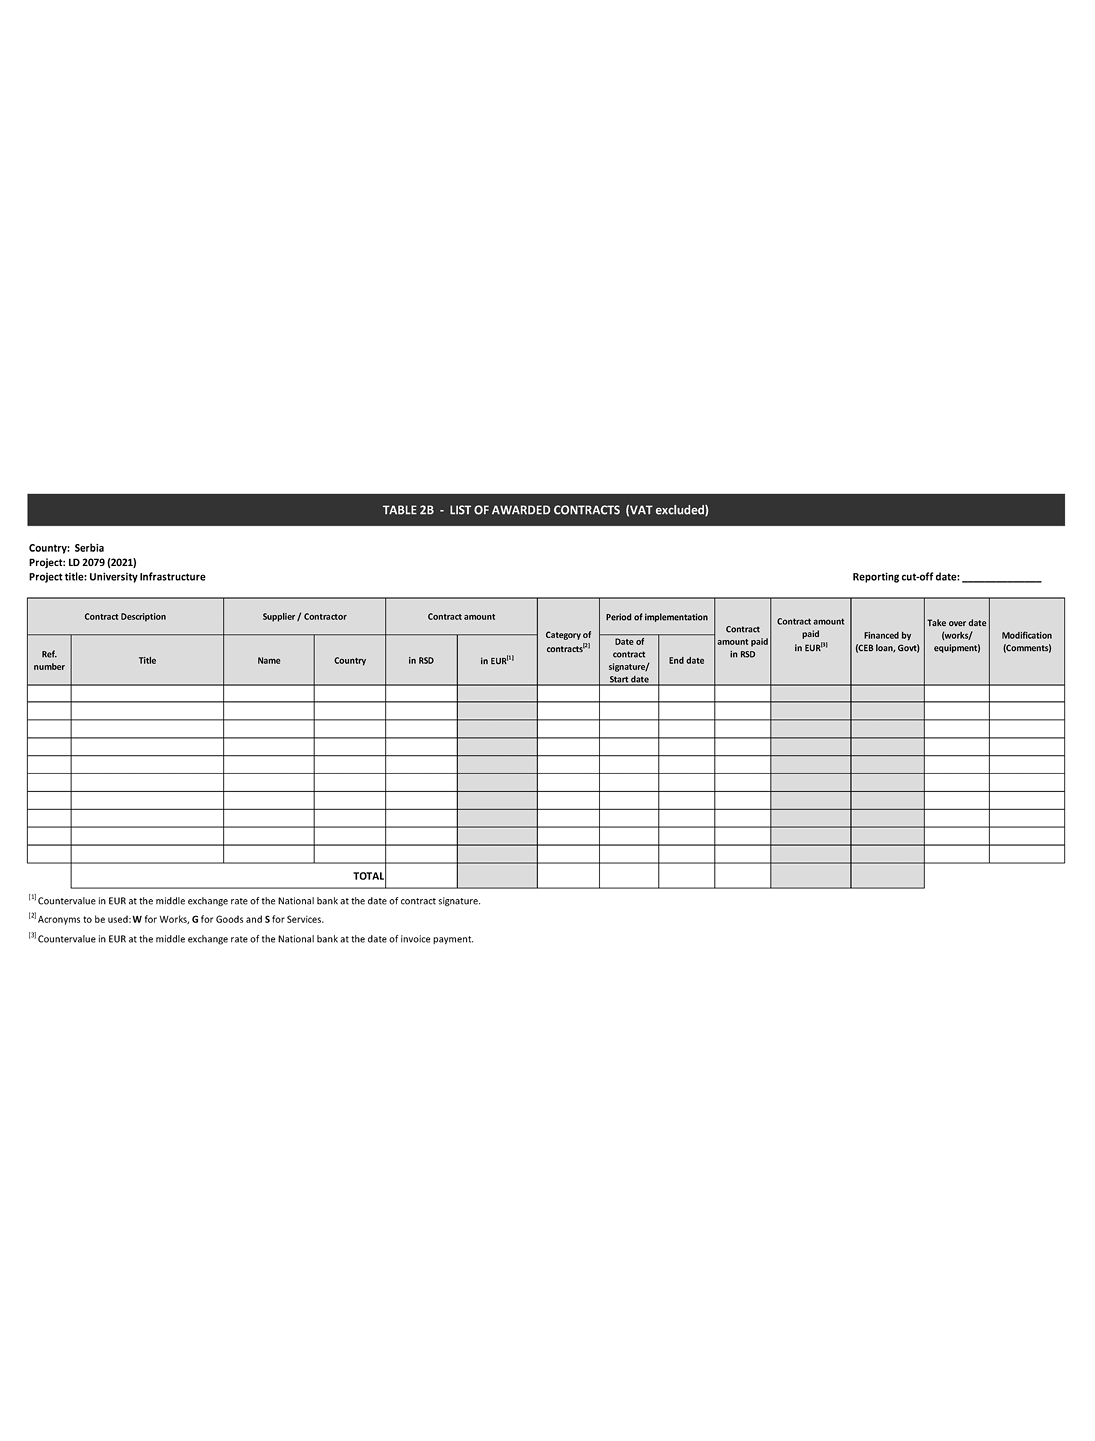 TABLE 2B - LIST OF AWARDED CONTRACTS (VAT excluded)
Country: Serbia
Project: LD 2079 (2021)
Project title: University Infrastructure
Reporting cut-off date: _______________
Contract Description
Supplier / Contractor
Contract amount
Category of
contracts[2]
Period of implementation
Contract
amount paid
in RSD
Contract amount
paid
in EUR[3]
Financed by
(CEB loan, Govt)
Take over date
(works/
equipment)
Modification
(Comments)
Ref.
number
Title
Name
Country
in RSD
in EUR[1]
Date of
contract
signature/
Start date
End date
TOTAL
[1] Countervalue in EUR at the middle exchange rate of the National bank at the date of contract signature.
[2] Acronyms to be used: W for Works, G for Goods and S for Services.
[3] Countervalue in EUR at the middle exchange rate of the National bank at the date of invoice payment.